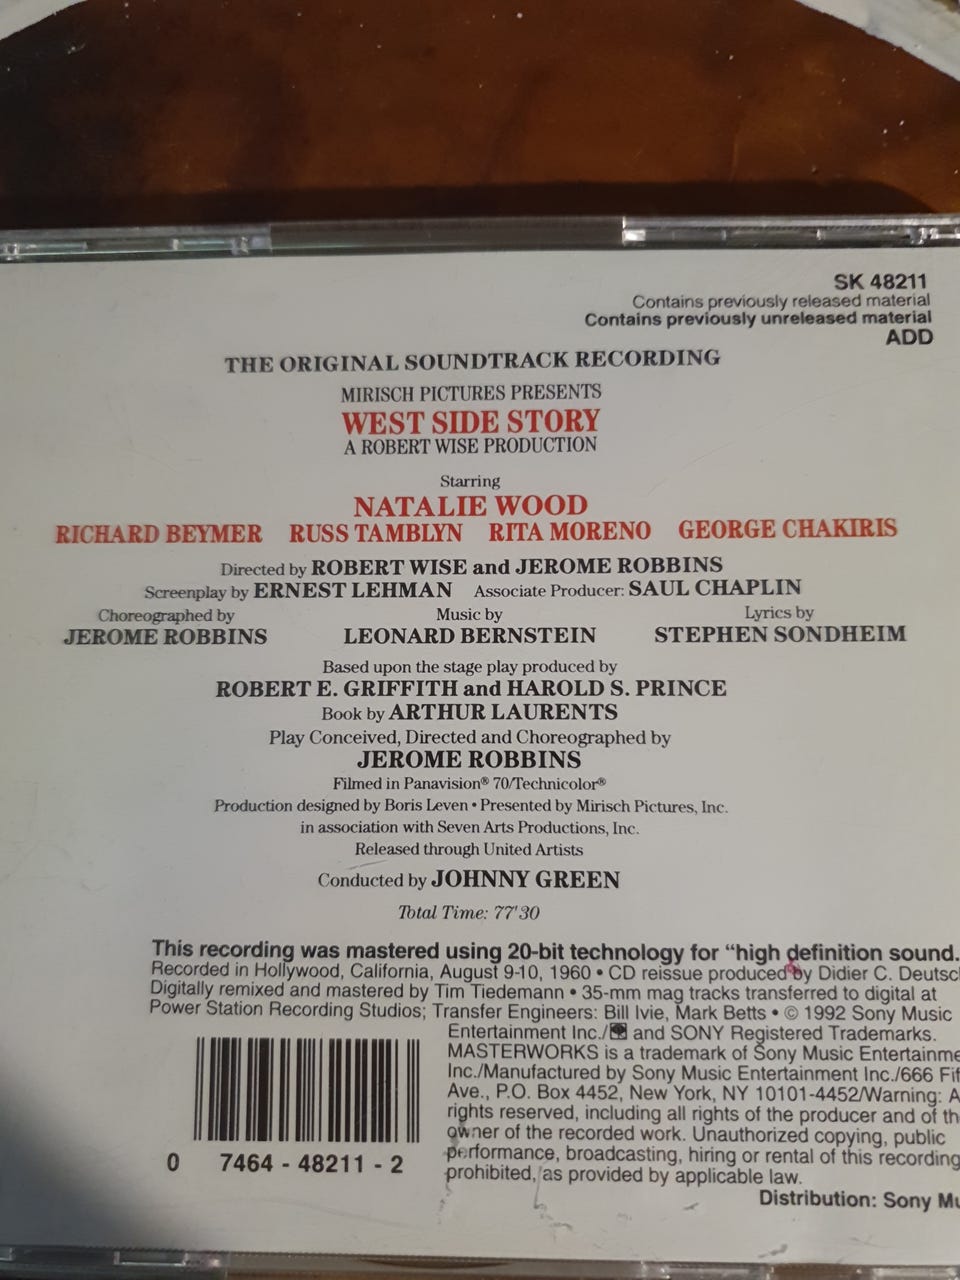 SK 48211
Contains previously released material
Contains previously unreleased material
ADD
THE ORIGINAL SOUNDTRACK RECORDING
MIRISCH PICTURES PRESENTS
WEST SIDE STORY
A ROBERT WISE PRODUCTION
Starring
NATALIE WOOD
RICHARD BEYMER RUSS TAMBLYN RITA MORENO GEORGE CHAKIRIS
Directed by ROBERT WISE and JEROME ROBBINS
Screenplay by ERNEST LEHMAN Associate Producer: SAUL CHAPLIN
Choreographed by Music by Lyrics by
JEROME ROBBINS LEONARD BERNSTEIN STEPHEN SONDHEIM
Based upon the stage play produced by
ROBERT E. GRIFFITH and HAROLD S. PRINCE
Book by ARTHUR LAURENTS
Play Conceived, Directed and Choreographed by
JEROME ROBBINS
Filmed in Panavision® 70/Technicolor®
Production designed by Boris Leven • Presented by Mirisch Pictures, Inc.
in association with Seven Arts Productions, Inc.
Released through United Artists
Conducted by JOHNNY GREEN
Total Time: 77'30
This recording was mastered using 20-bit technology for “high definition sound.
Recorded in Hollywood, California, August 9-10, 1960 • CD reissue produced by Didier C. Deutsc
Digitally remixed and mastered by Tim Tiedemann • 35-mm mag tracks transferred to digital at
Power Station Recording Studios; Transfer Engineers: Bill Ivie, Mark Betts • © 1992 Sony Music
Entertainment Inc./ and SONY Registered Trademarks.
MASTERWORKS is a trademark of Sony Music Entertainme
Inc./Manufactured by Sony Music Entertainment Inc./666 Fif
Ave., P.O. Box 4452, New York, NY 10101-4452/Warning: A
rights reserved, including all rights of the producer and of th
owner of the recorded work. Unauthorized copying, public
performance, broadcasting, hiring or rental of this recording
prohibited, as provided by applicable law.
Distribution: Sony Mu
0 7464 - 48211 - 2